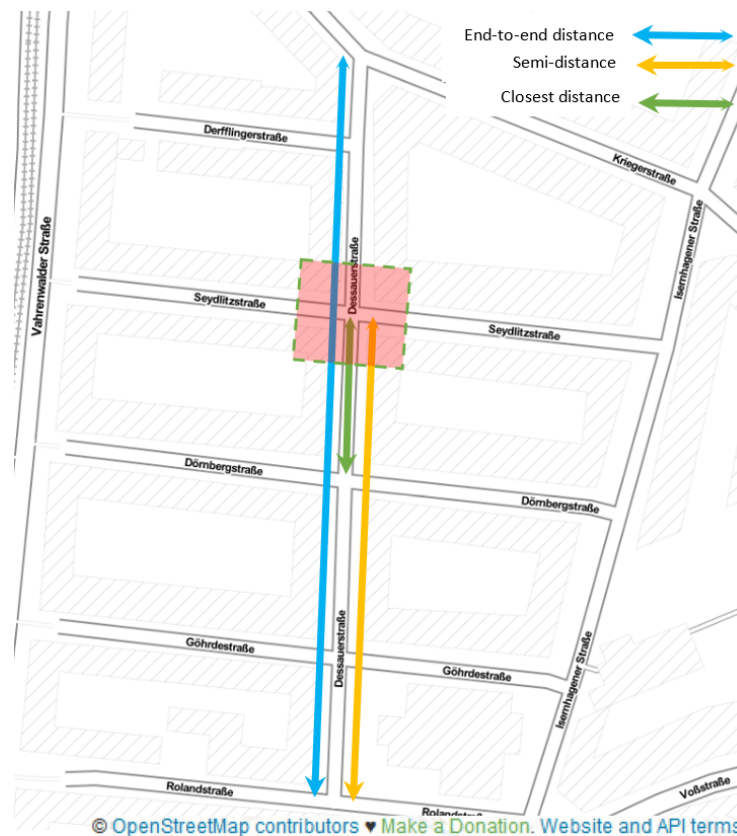 End-to-end distance
Semi-distance
Closest distance
Derfflingerstraße
Kriegerstraße
Isernhagener Straße
Vahrenwalder Straße
Dessauerstraße
Seydlitzstraße
Seydlitzstraße
Dörnbergstraße
Dörnbergstraße
Göhrdestraße
Dessauerstraße
Göhrdestraße
Isernhagener Straße
Rolandstraße
Voßstraße
© OpenStreetMap contributors ♥ Make a Donation. Website and API terms